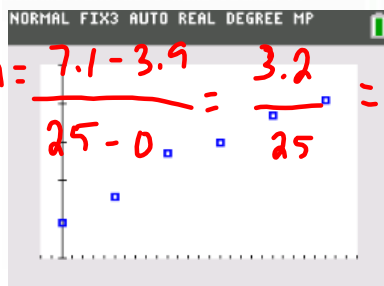 NORMAL FIX3 AUTO REAL DEGREE MP
= 7.1-3.9 / 25-0 = 3.2 / 25 =